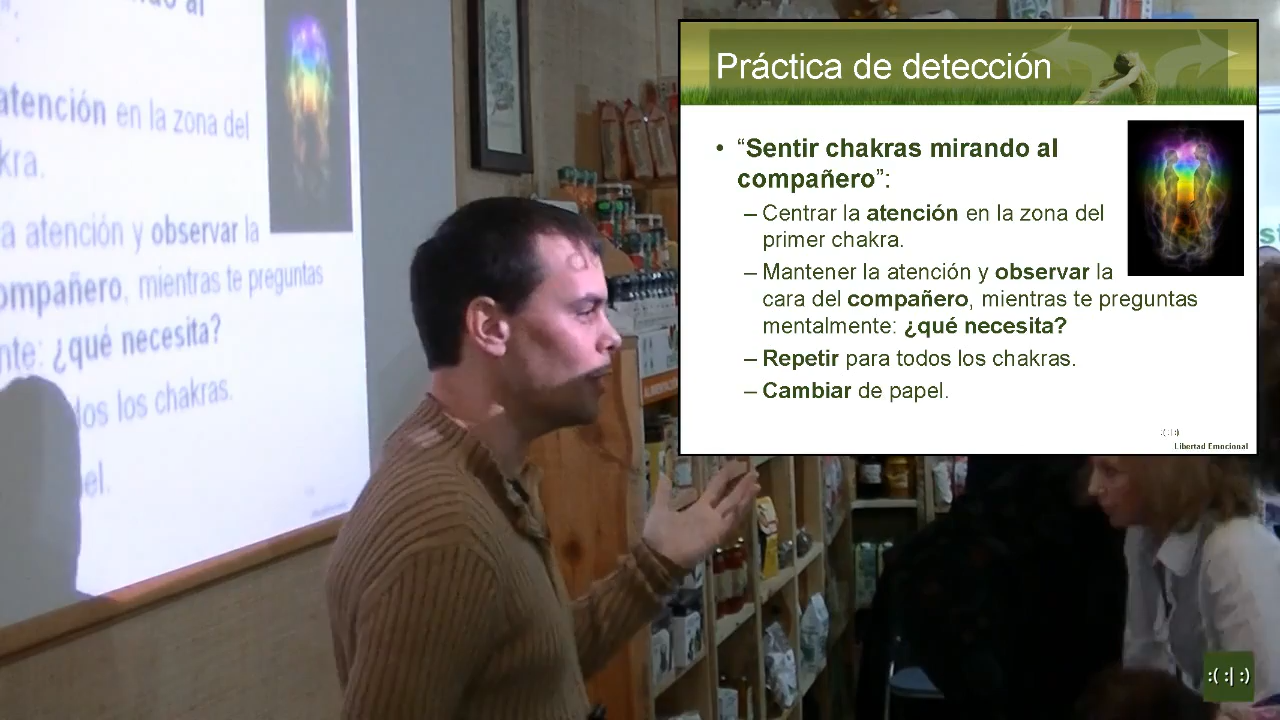 ndo al
atención en la zona del
kra.
a atención y observar la
ompañero, mientras te preguntas
nte: ¿qué necesita?
dos los chakras.
el.
Práctica de detección
• “Sentir chakras mirando al
compañero”:
– Centrar la atención en la zona del
primer chakra.
– Mantener la atención y observar la
cara del compañero, mientras te preguntas
mentalmente: ¿qué necesita?
– Repetir para todos los chakras.
– Cambiar de papel.
:( :| :)
Libertad Emocional
st
:( :| :)